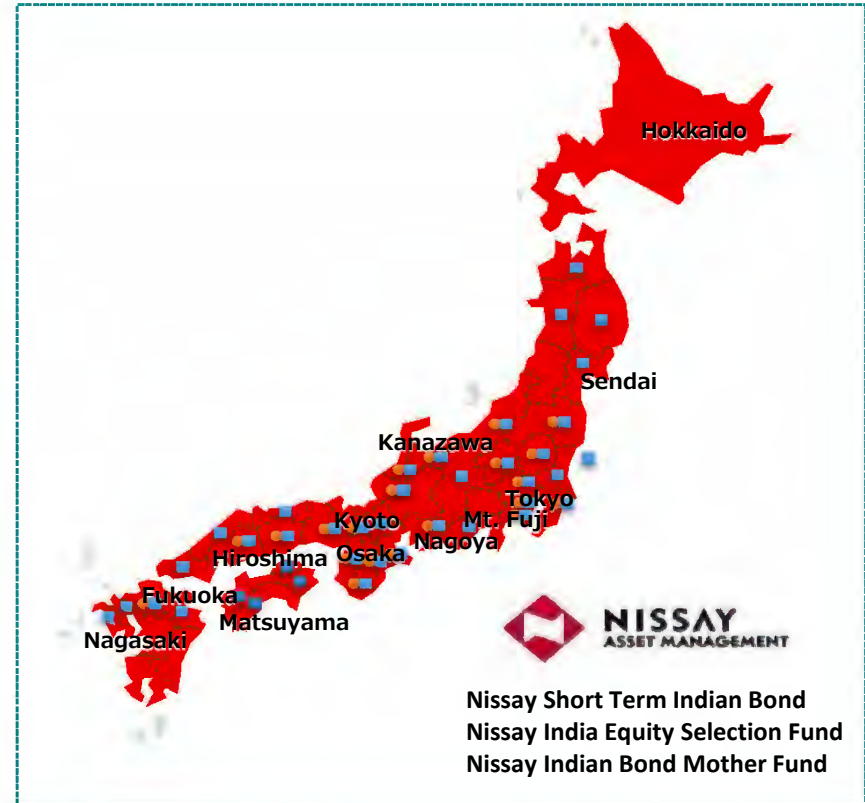 Hokkaido
Sendai
Kanazawa
Tokyo
Kyoto
Mt. Fuji
Nagoya
Hiroshima
Osaka
Fukuoka
Matsuyama
Nagasaki
NISSAY
ASSET MANAGEMENT
Nissay Short Term Indian Bond
Nissay India Equity Selection Fund
Nissay Indian Bond Mother Fund